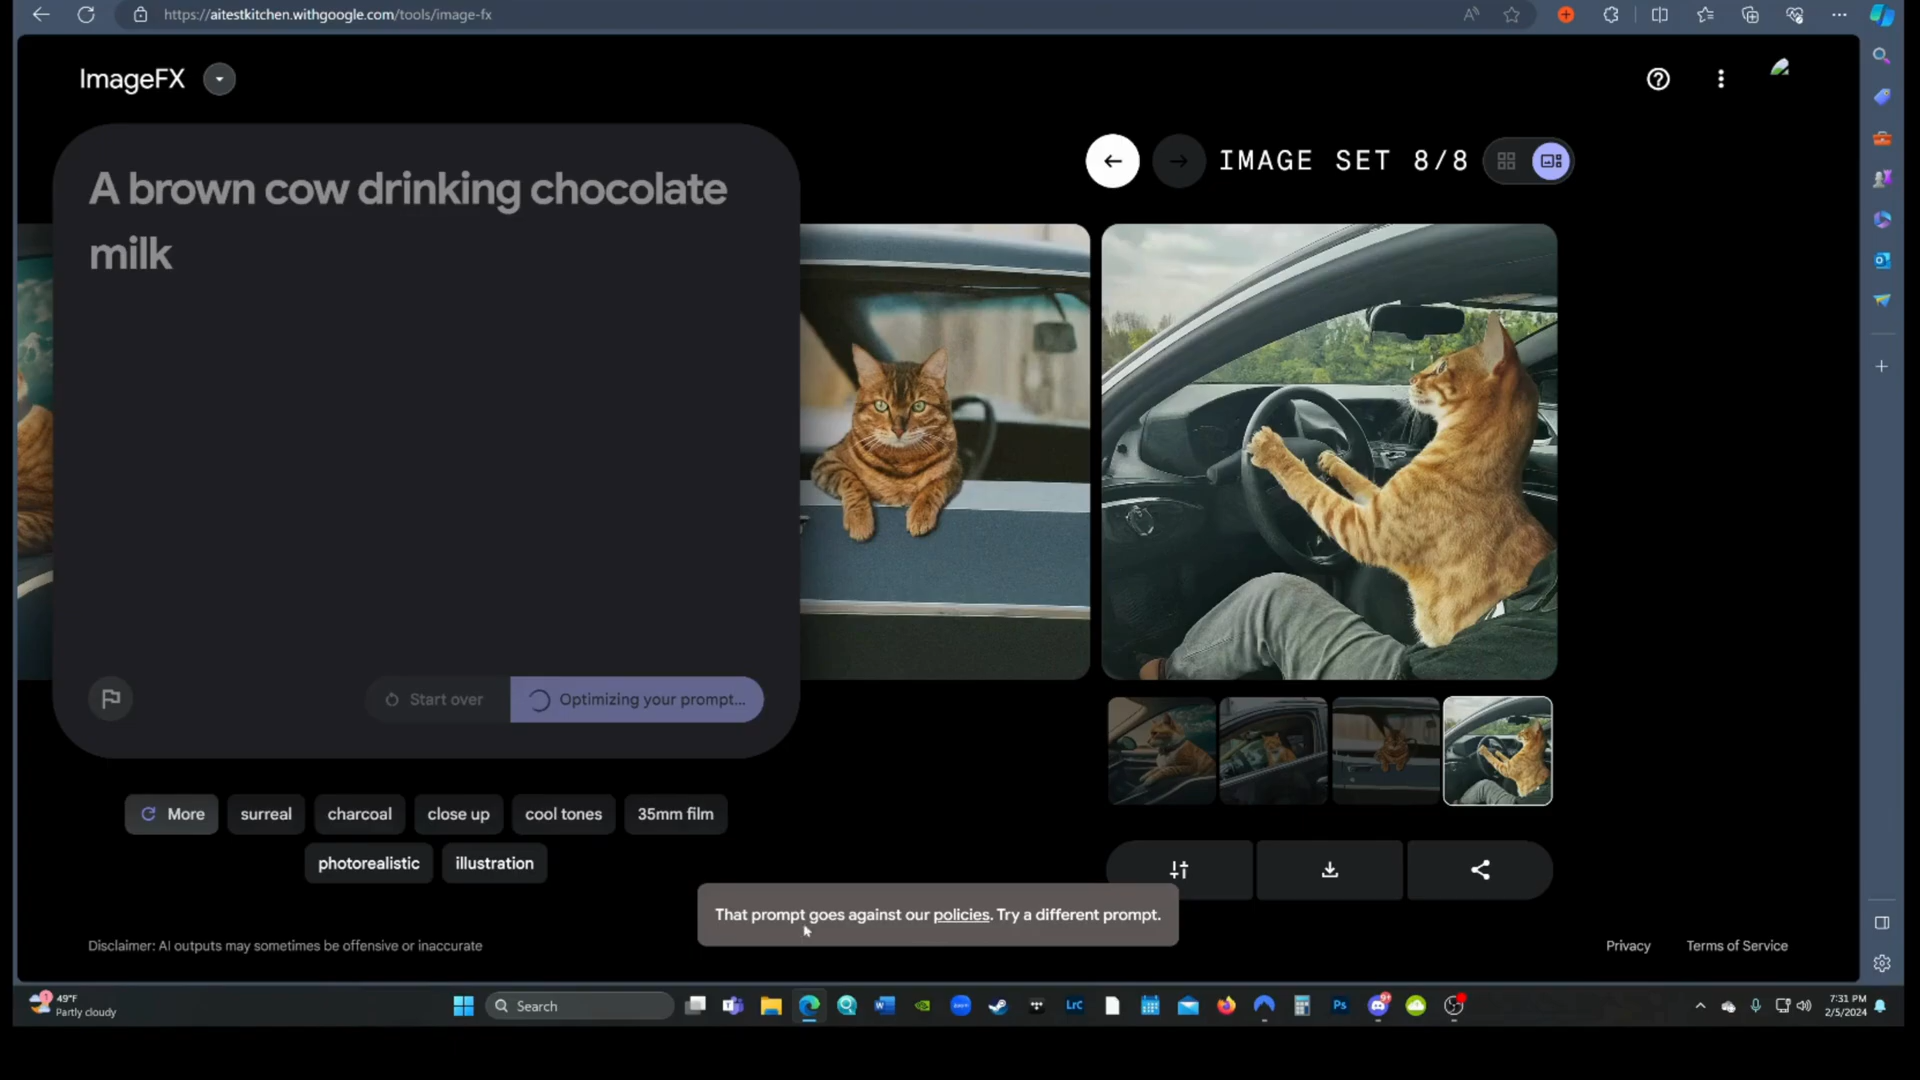 https://aitestkitchen.withgoogle.com/tools/image-fx
ImageFX
IMAGE SET 8/8
A brown cow drinking chocolate
milk
Start over
Optimizing your prompt...
More
surreal
charcoal
close up
cool tones
35mm film
photorealistic
illustration
That prompt goes against our policies. Try a different prompt.
Disclaimer: AI outputs may sometimes be offensive or inaccurate
Privacy
Terms of Service
49°F
Partly cloudy
Search
LrC
Ps
7:31 PM
2/5/2024